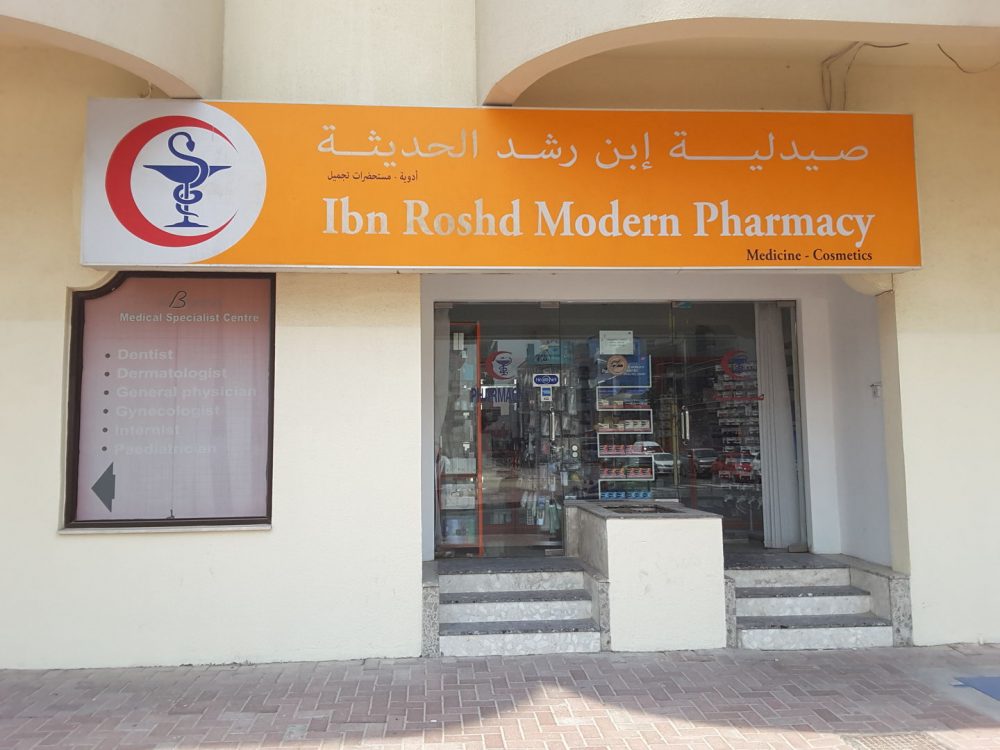 صيدلية إبن رشد الحديثة
أدوية - مستحضرات تجميل
Ibn Roshd Modern Pharmacy
Medicine - Cosmetics
Medical Specialist Centre
• Dentist
• Dermatologist
• General physician
• Gynecologist
• Internist
• Paediatrician
PHARMACY